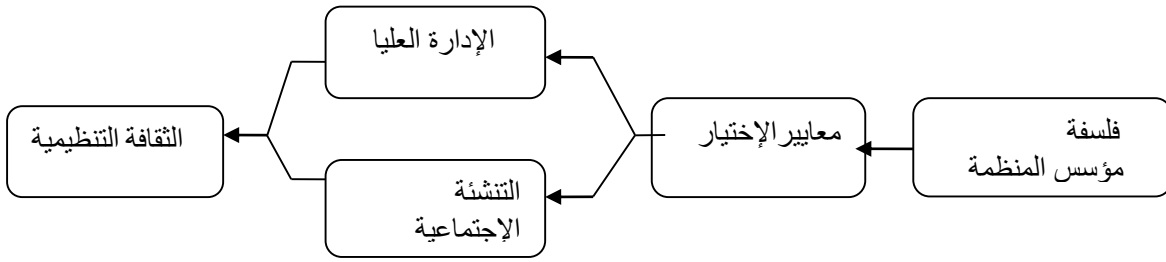 فلسفة
مؤسس المنظمة
معايير الإختيار
الإدارة العليا
التنشئة
الإجتماعية
الثقافة التنظيمية